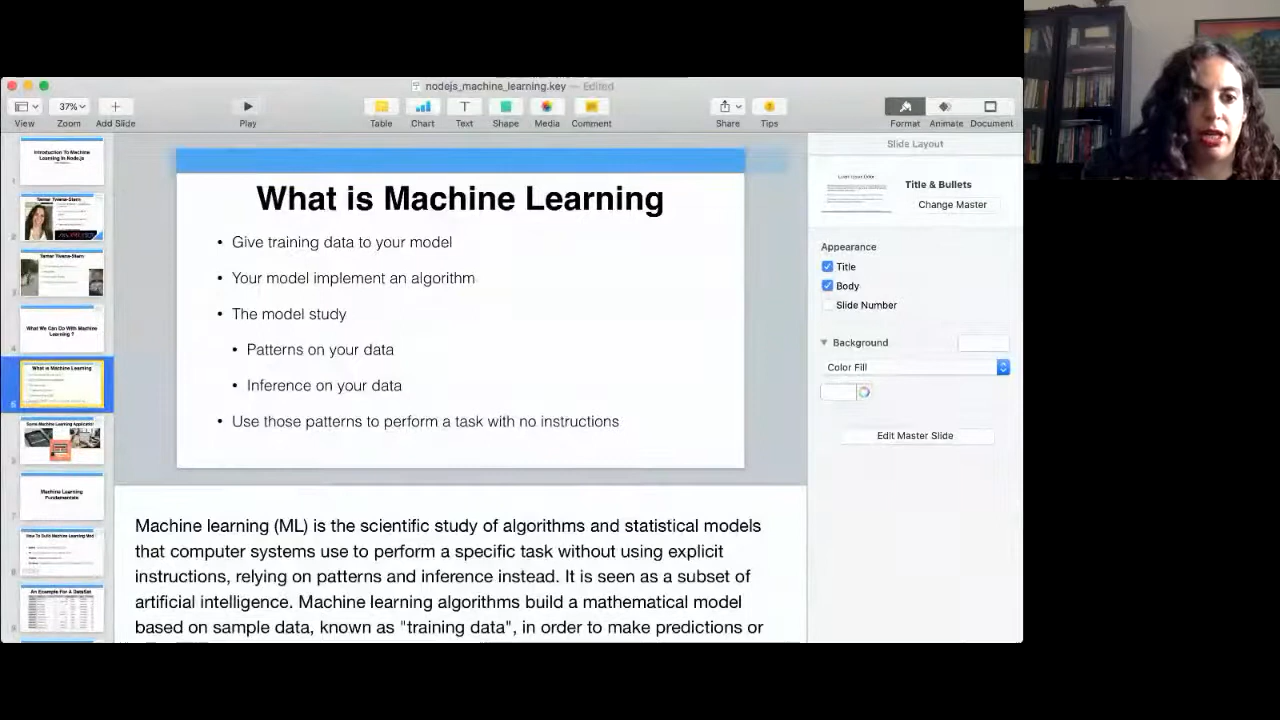 nodejs_machine_learning.key — Edited
37%
View Zoom Add Slide Play Table Chart Text Shape Media Comment Share Tips Format Animate Document
Introduction To Machine
Learning In Node.js
1
2
3
What We Can Do With Machine
Learning ?
4
What is Machine Learning
Machine Learning
Fundamentals
7
An Example For A DataSet
What is Machine Learning
• Give training data to your model
• Your model implement an algorithm
• The model study
• Patterns on your data
• Inference on your data
• Use those patterns to perform a task with no instructions
Machine learning (ML) is the scientific study of algorithms and statistical models
that computer systems use to perform a specific task without using explicit
instructions, relying on patterns and inference instead. It is seen as a subset of
artificial intelligence. Machine learning algorithms build a mathematical model
based on sample data, known as "training data", in order to make predictions or
Slide Layout
Title & Bullets
Change Master
Appearance
Title
Body
Slide Number
Background
Color Fill
Edit Master Slide